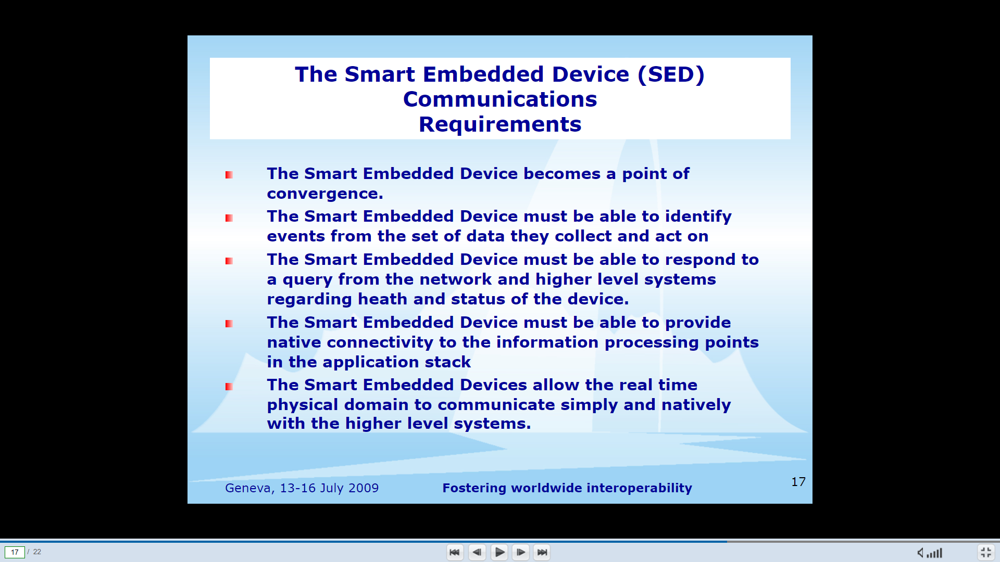 The Smart Embedded Device (SED)
Communications
Requirements
The Smart Embedded Device becomes a point of
convergence.
The Smart Embedded Device must be able to identify
events from the set of data they collect and act on
The Smart Embedded Device must be able to respond to
a query from the network and higher level systems
regarding heath and status of the device.
The Smart Embedded Device must be able to provide
native connectivity to the information processing points
in the application stack
The Smart Embedded Devices allow the real time
physical domain to communicate simply and natively
with the higher level systems.
Geneva, 13-16 July 2009
Fostering worldwide interoperability
17
17 / 22